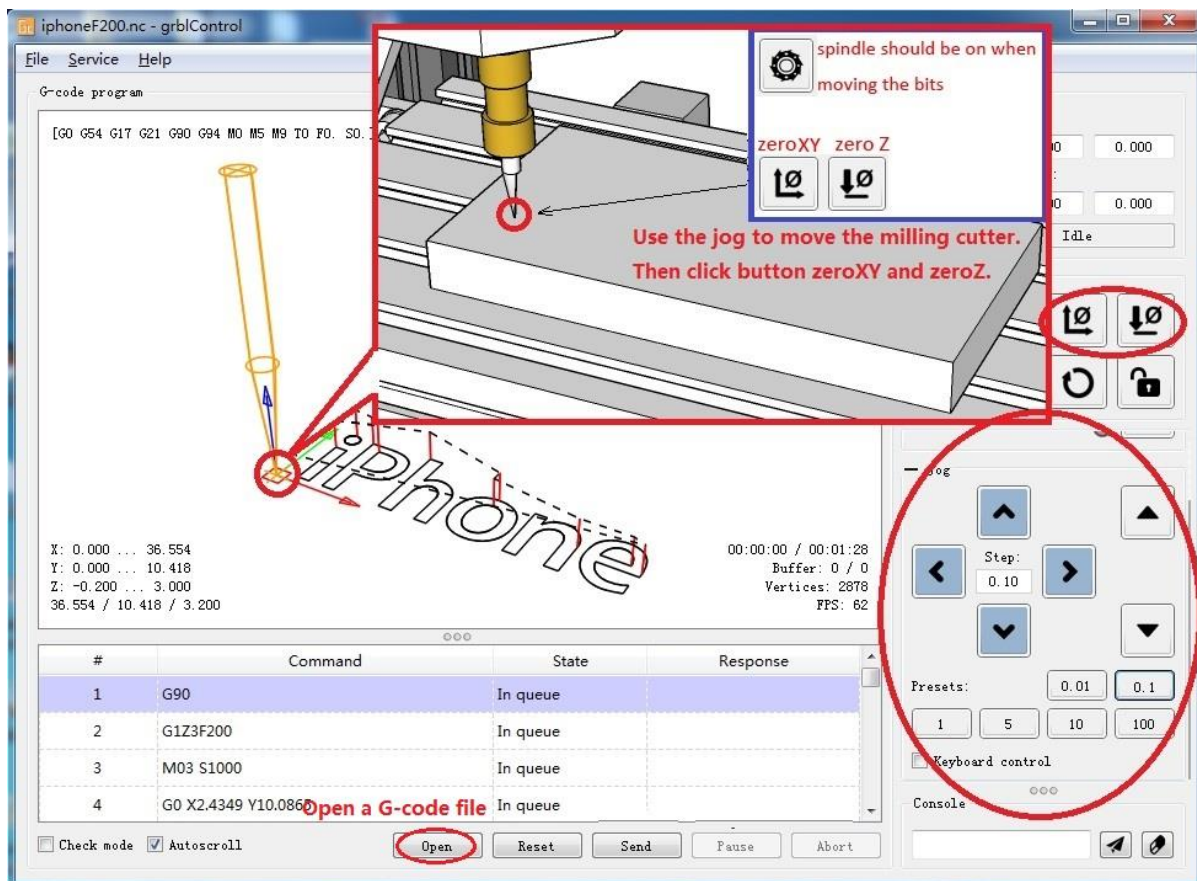 iphoneF200.nc - grblControl
File Service Help
G-code program
[G0 G54 G17 G21 G90 G94 M0 M5 M9 T0 F0. S0.
spindle should be on when
moving the bits
zeroXY zero Z
Use the jog to move the milling cutter.
Then click button zeroXY and zeroZ.
0.000
0.000
Idle
iPhone
X: 0.000 ... 36.554
Y: 0.000 ... 10.418
Z: -0.200 ... 3.000
36.554 / 10.418 / 3.200
00:00:00 / 00:01:28
Buffer: 0 / 0
Vertices: 2878
FPS: 62
# Command State Response
1 G90 In queue
2 G1Z3F200 In queue
3 M03 S1000 In queue
4 G0 X2.4349 Y10.0865 In queue
Open a G-code file
Check mode Autoscroll Open Reset Send Pause Abort
Step:
0.10
Presets: 0.01 0.1
1 5 10 100
Keyboard control
Console